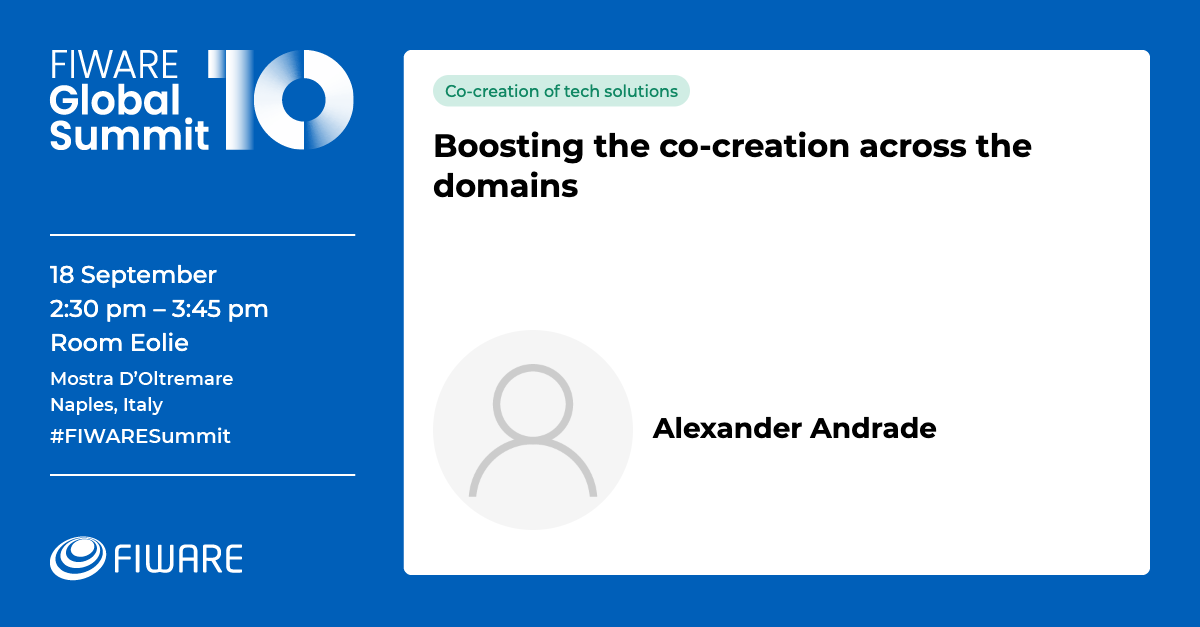 FIWARE
Global
Summit
10
18 September
2:30 pm – 3:45 pm
Room Eolie
Mostra D’Oltremare
Naples, Italy
#FIWARESummit
FIWARE
Co-creation of tech solutions
Boosting the co-creation across the
domains
Alexander Andrade